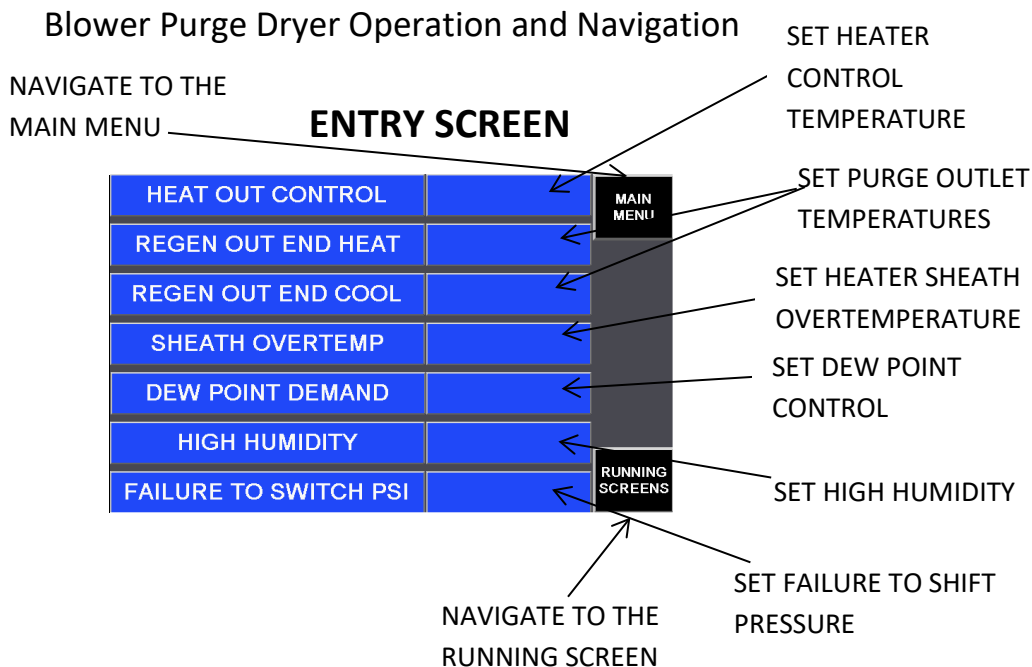 Blower Purge Dryer Operation and Navigation
SET HEATER
CONTROL
TEMPERATURE
NAVIGATE TO THE
MAIN MENU
ENTRY SCREEN
HEAT OUT CONTROL
MAIN
MENU
SET PURGE OUTLET
TEMPERATURES
REGEN OUT END HEAT
REGEN OUT END COOL
SET HEATER SHEATH
OVERTEMPERATURE
SHEATH OVERTEMP
DEW POINT DEMAND
SET DEW POINT
CONTROL
HIGH HUMIDITY
RUNNING
SCREENS
FAILURE TO SWITCH PSI
SET HIGH HUMIDITY
SET FAILURE TO SHIFT
PRESSURE
NAVIGATE TO THE
RUNNING SCREEN